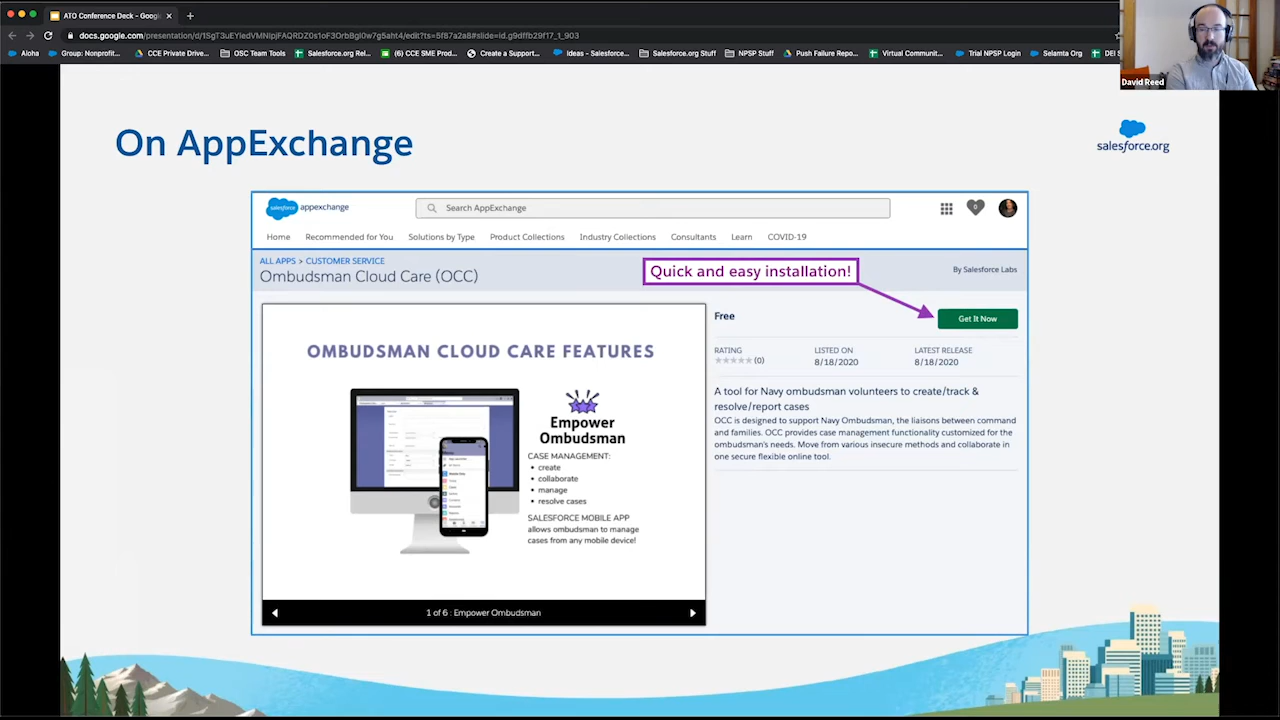 ATO Conference Deck - Googl
docs.google.com/presentation/d/1SgT3uEYledVMNlpjFAQRDZ0s1oF3OrbBgl0w7g5aht4/edit?ts=5f87a2a8#slide=id.g9dffb29f17_1_903
Aloha
Group: Nonprofit...
CCE Private Drive...
OSC Team Tools
Salesforce.org Rel...
(6) CCE SME Prod...
Create a Support...
Ideas - Salesforce...
Salesforce.org Stuff
NPSP Stuff
Push Failure Repo...
Virtual Communit...
Trial NPSP Login
Selamta Org
DEI S
David Reed
On AppExchange
salesforce.org
salesforce appexchange
Search AppExchange
0
Home Recommended for You Solutions by Type Product Collections Industry Collections Consultants Learn COVID-19
ALL APPS > CUSTOMER SERVICE
Ombudsman Cloud Care (OCC)
Quick and easy installation!
By Salesforce Labs
OMBUDSMAN CLOUD CARE FEATURES
Empower
Ombudsman
CASE MANAGEMENT:
• create
• collaborate
• manage
• resolve cases
SALESFORCE MOBILE APP
allows ombudsman to manage
cases from any mobile device!
1 of 6 : Empower Ombudsman
Free
Get It Now
RATING LISTED ON LATEST RELEASE
(0) 8/18/2020 8/18/2020
A tool for Navy ombudsman volunteers to create/track &
resolve/report cases
OCC is designed to support Navy Ombudsman, the liaisons between command
and families. OCC provides case management functionality customized for the
ombudsman's needs. Move from various insecure methods and collaborate in
one secure flexible online tool.